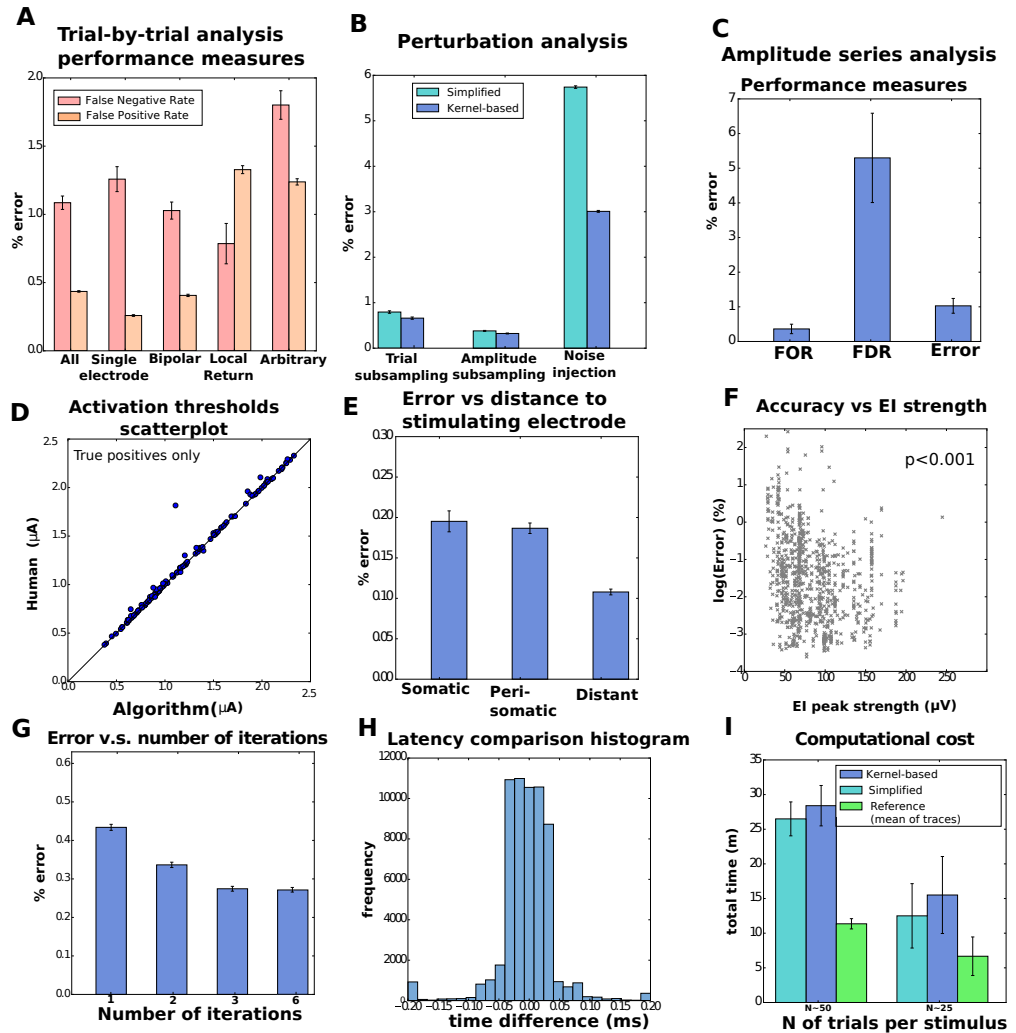 A
Trial-by-trial analysis
performance measures
2.0
1.5
1.0
0.5
0.0
% error
False Negative Rate
False Positive Rate
All
Single
electrode
Bipolar
Local
Return
Arbitrary
B
Perturbation analysis
6
5
4
3
2
1
0
% error
Simplified
Kernel-based
Trial
subsampling
Amplitude
subsampling
Noise
injection
C
Amplitude series analysis
Performance measures
7
6
5
4
3
2
1
0
% error
FOR
FDR
Error
D
Activation thresholds
scatterplot
True positives only
2.5
2.0
1.5
1.0
0.5
0.0
Human (μA)
0.0
0.5
1.0
1.5
2.0
2.5
Algorithm(μA)
E
Error vs distance to
stimulating electrode
0.30
0.25
0.20
0.15
0.10
0.05
0.00
% error
Somatic
Peri-
somatic
Distant
F
Accuracy vs EI strength
p<0.001
2
1
0
−1
−2
−3
−4
log(Error) (%)
0
50
100
150
200
250
EI peak strength (μV)
G
Error v.s. number of iterations
0.6
0.5
0.4
0.3
0.2
0.1
0.0
% error
1
2
3
6
Number of iterations
H
Latency comparison histogram
12000
10000
8000
6000
4000
2000
0
frequency
−0.20
−0.15
−0.10
−0.05
0.00
0.05
0.10
0.15
0.20
time difference (ms)
I
Computational cost
35
30
25
20
15
10
5
0
total time (m)
Kernel-based
Simplified
Reference
(mean of traces)
N~50
N~25
N of trials per stimulus